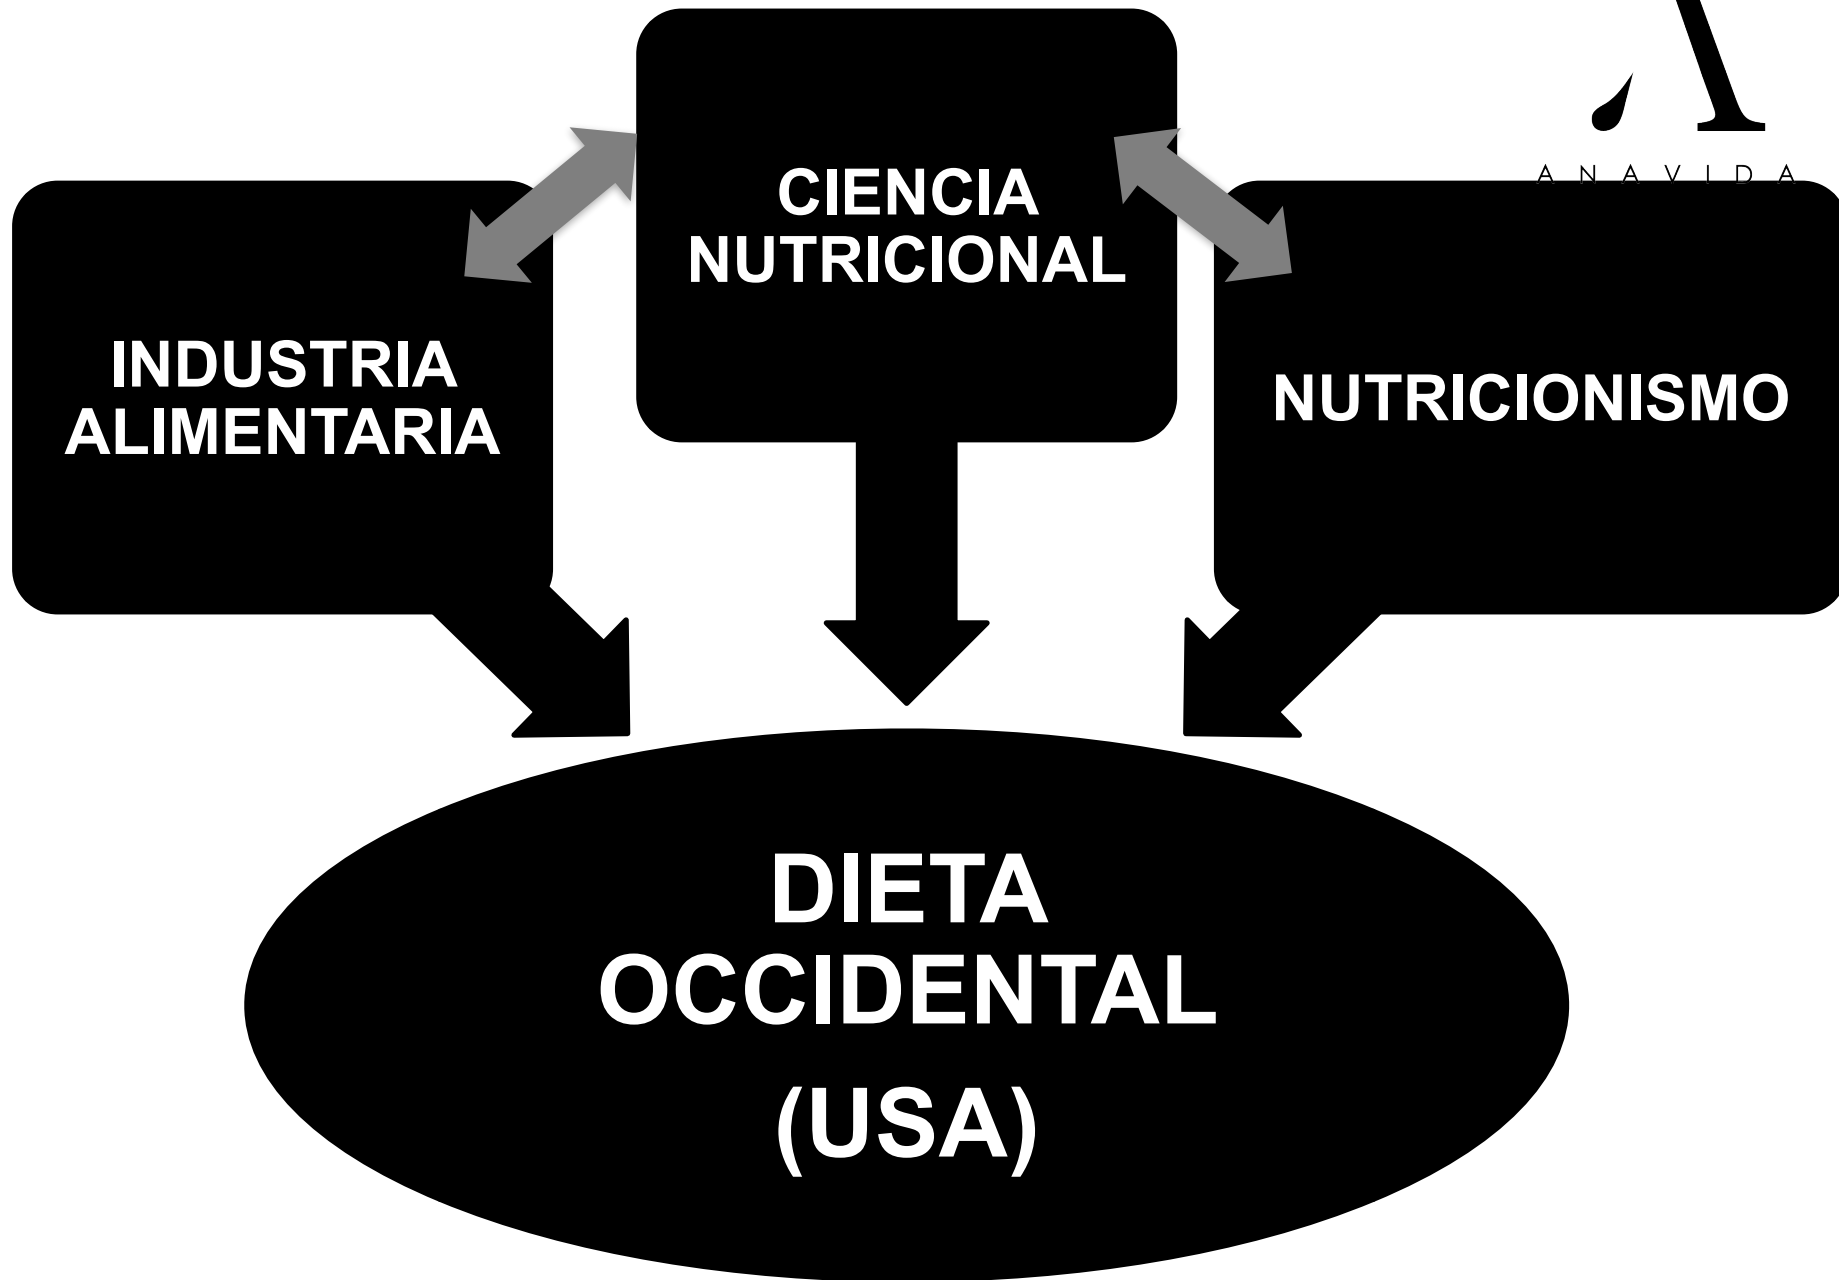 ANAVIDA
CIENCIA
NUTRICIONAL
INDUSTRIA
ALIMENTARIA
NUTRICIONISMO
DIETA
OCCIDENTAL
(USA)